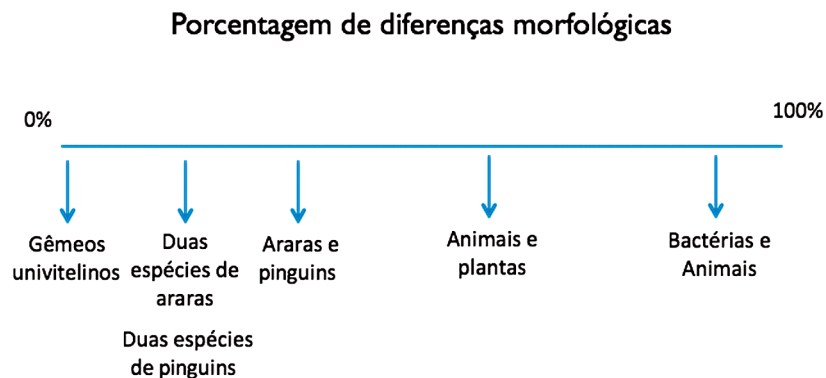 Porcentagem de diferenças morfológicas
0%
100%
Gêmeos
univitelinos
Duas
espécies de
araras
Duas espécies
de pinguins
Araras e
pinguins
Animais e
plantas
Bactérias e
Animais